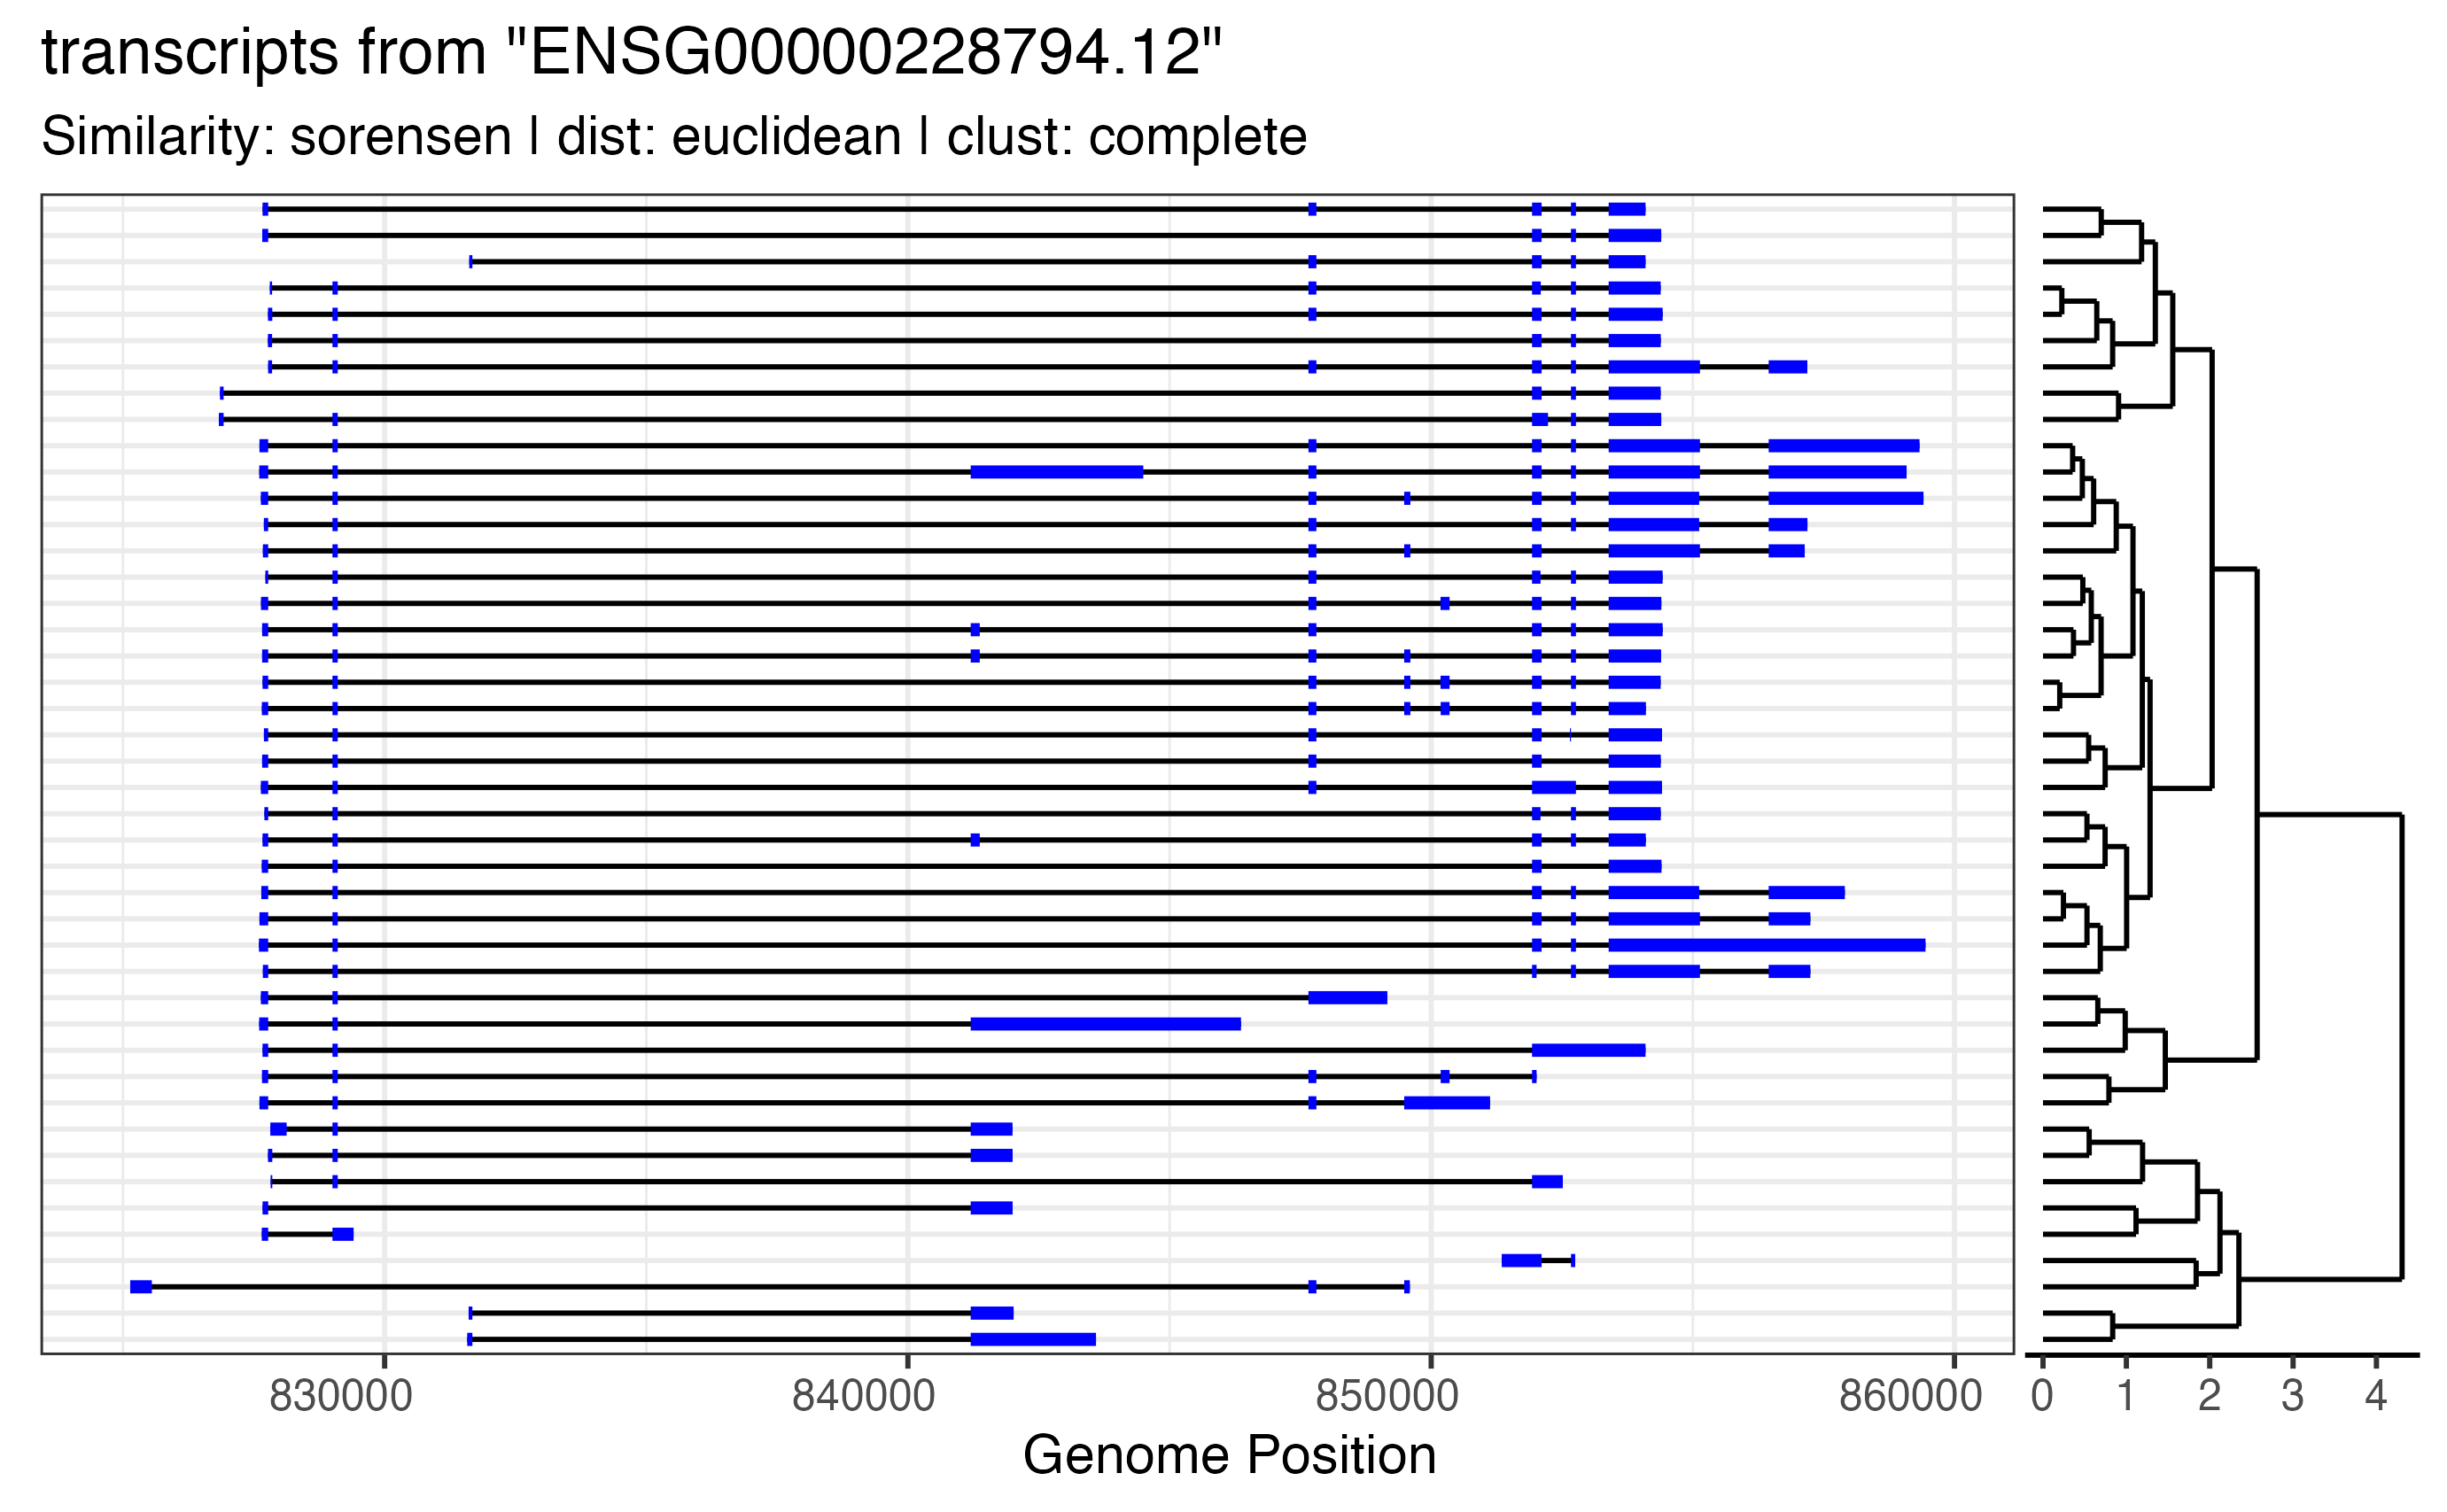 transcripts from "ENSG00000228794.12"
Similarity: sorensen | dist: euclidean | clust: complete
830000 840000 850000 860000 0 1 2 3 4
Genome Position